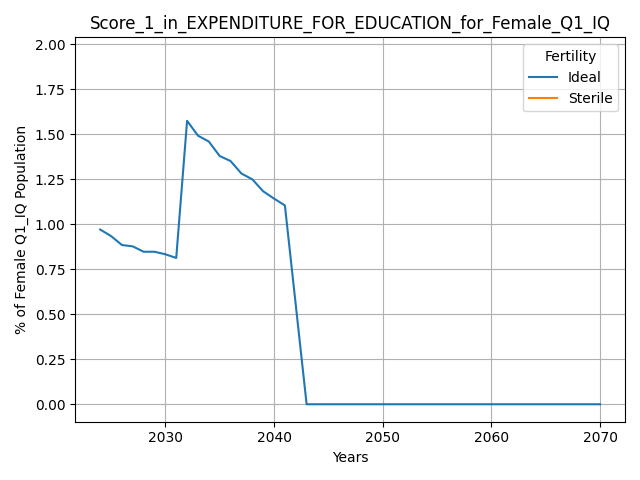 Score_1_in_EXPENDITURE_FOR_EDUCATION_for_Female_Q1_IQ
Fertility
Ideal
Sterile
% of Female Q1_IQ Population
2.00
1.75
1.50
1.25
1.00
0.75
0.50
0.25
0.00
2030 2040 2050 2060 2070
Years